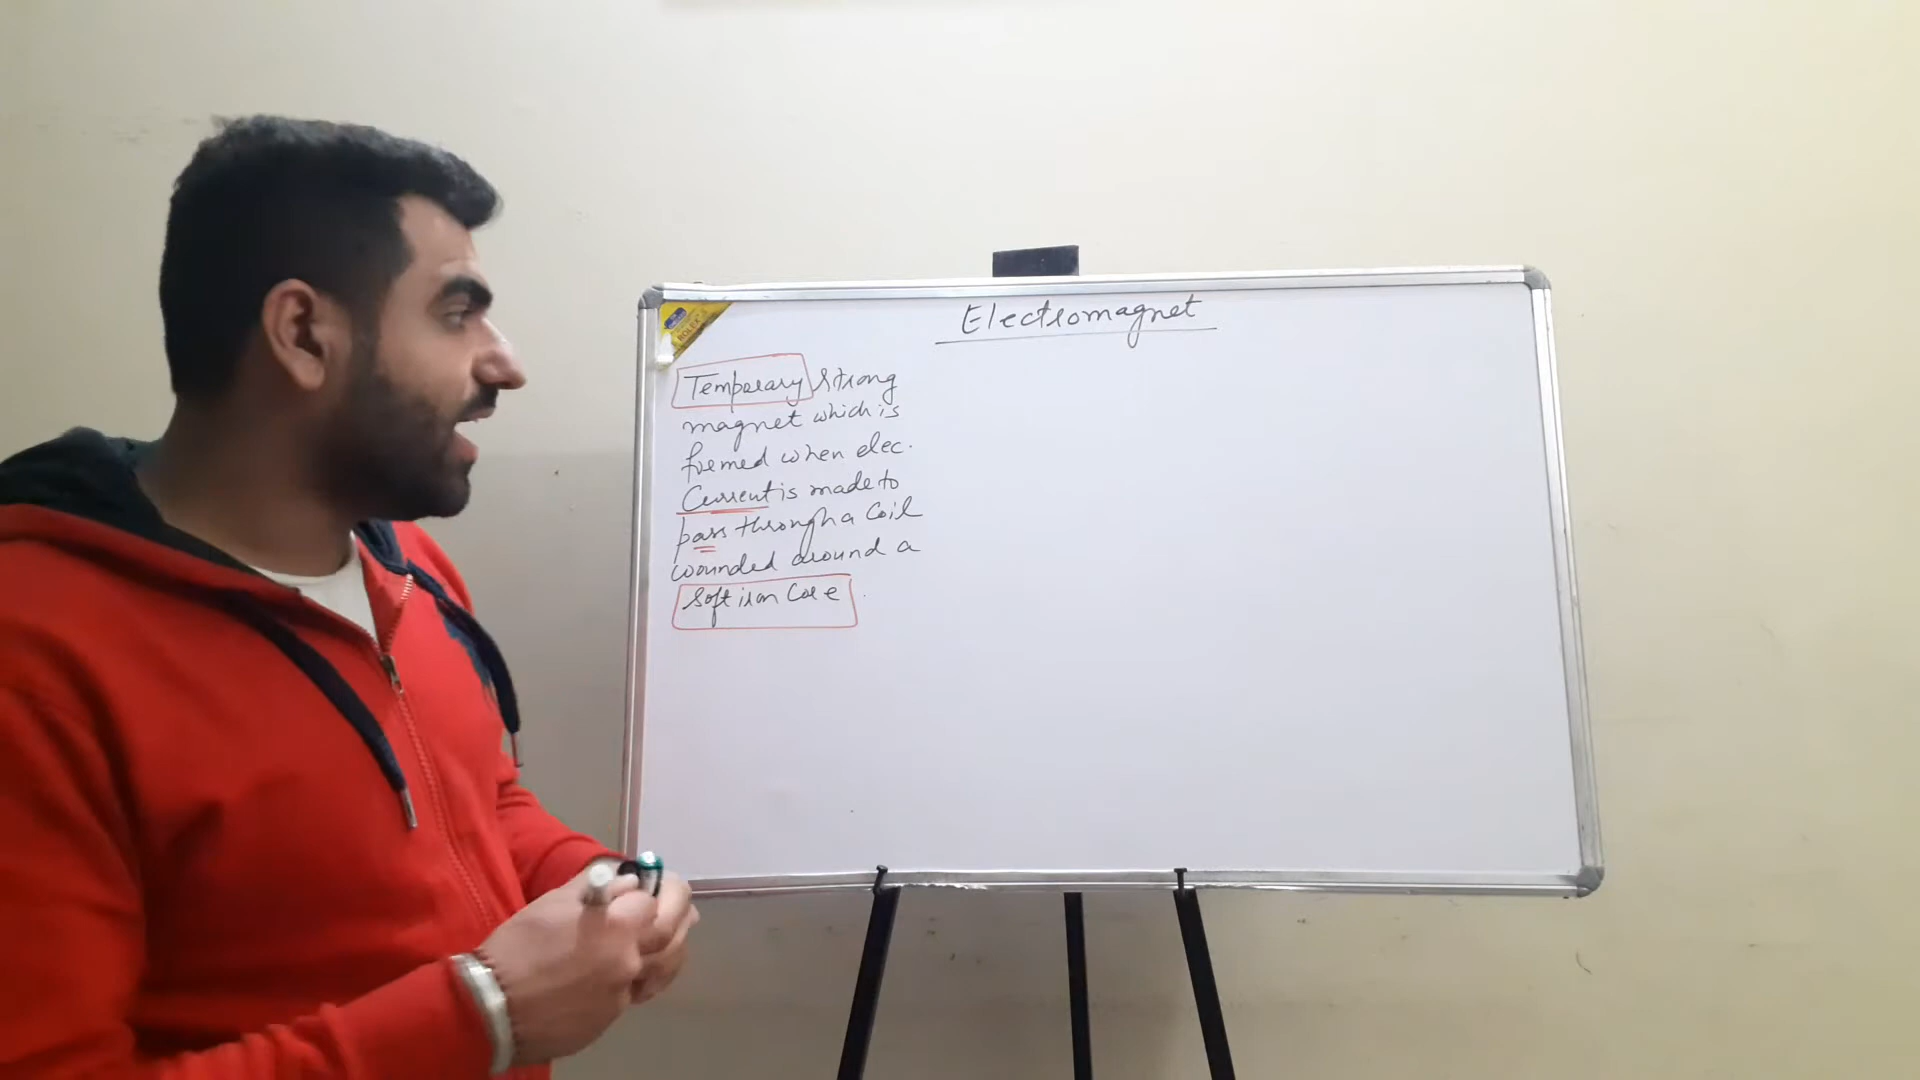 Electromagnet
Temporary strong
magnet which is
formed when elec.
Current is made to
pass through a Coil
wounded around a
Soft iron Core
ROLEX